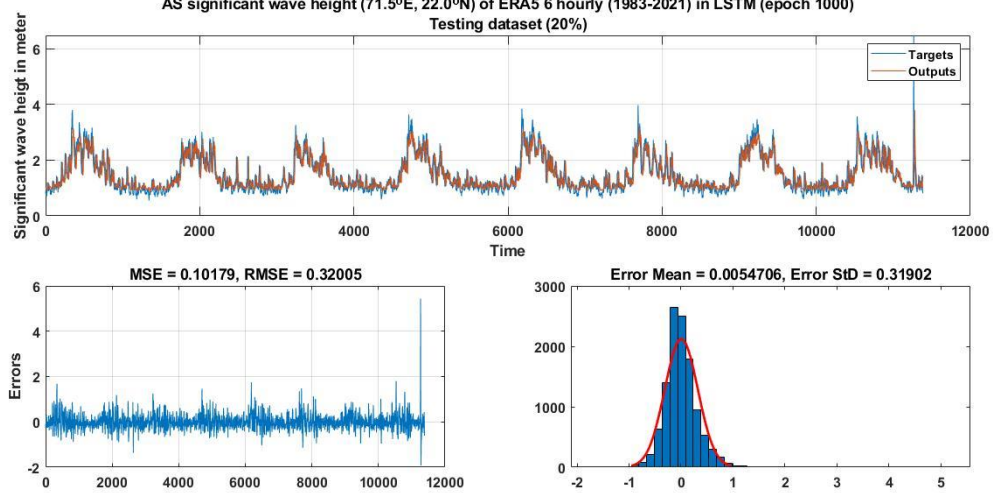 AS significant wave height (71.5⁰E, 22.0⁰N) of ERA5 6 hourly (1983-2021) in LSTM (epoch 1000)
Testing dataset (20%)
Significant wave heigt in meter
6
4
2
0
Targets
Outputs
0 2000 4000 6000 8000 10000 12000
Time
MSE = 0.10179, RMSE = 0.32005
Errors
6
4
2
0
-2
0 2000 4000 6000 8000 10000 12000
Error Mean = 0.0054706, Error StD = 0.31902
3000
2000
1000
0
-2 -1 0 1 2 3 4 5